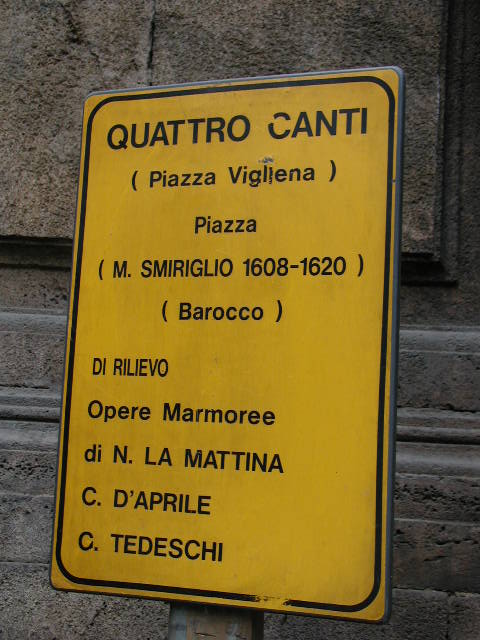 QUATTRO CANTI
( Piazza Vigliena )
Piazza
( M. SMIRIGLIO 1608-1620 )
( Barocco )
DI RILIEVO
Opere Marmoree
di N. LA MATTINA
C. D'APRILE
C. TEDESCHI